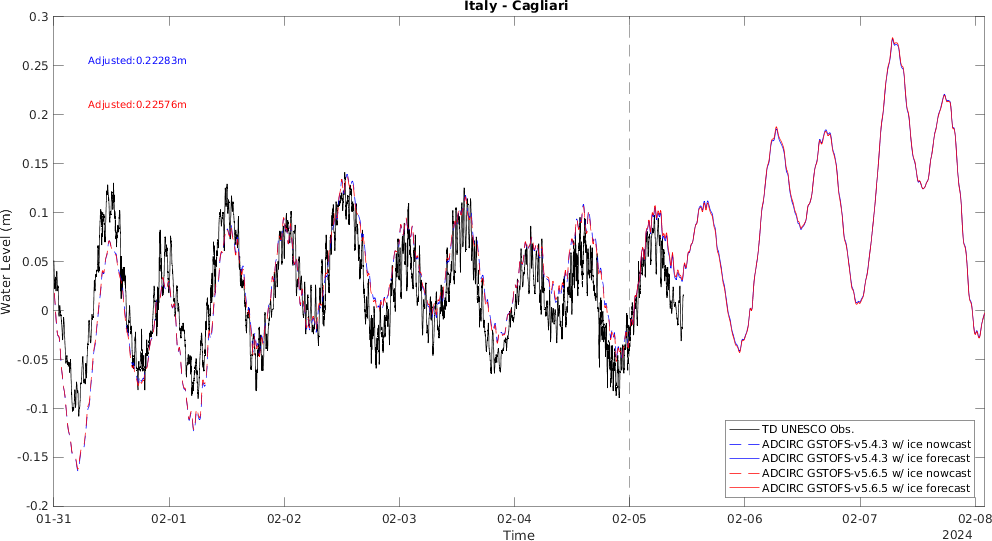 Italy - Cagliari
Adjusted:0.22283m
Adjusted:0.22576m
Water Level (m)
0.3
0.25
0.2
0.15
0.1
0.05
0
-0.05
-0.1
-0.15
-0.2
TD UNESCO Obs.
ADCIRC GSTOFS-v5.4.3 w/ ice nowcast
ADCIRC GSTOFS-v5.4.3 w/ ice forecast
ADCIRC GSTOFS-v5.6.5 w/ ice nowcast
ADCIRC GSTOFS-v5.6.5 w/ ice forecast
01-31 02-01 02-02 02-03 02-04 02-05 02-06 02-07 02-08
Time
2024